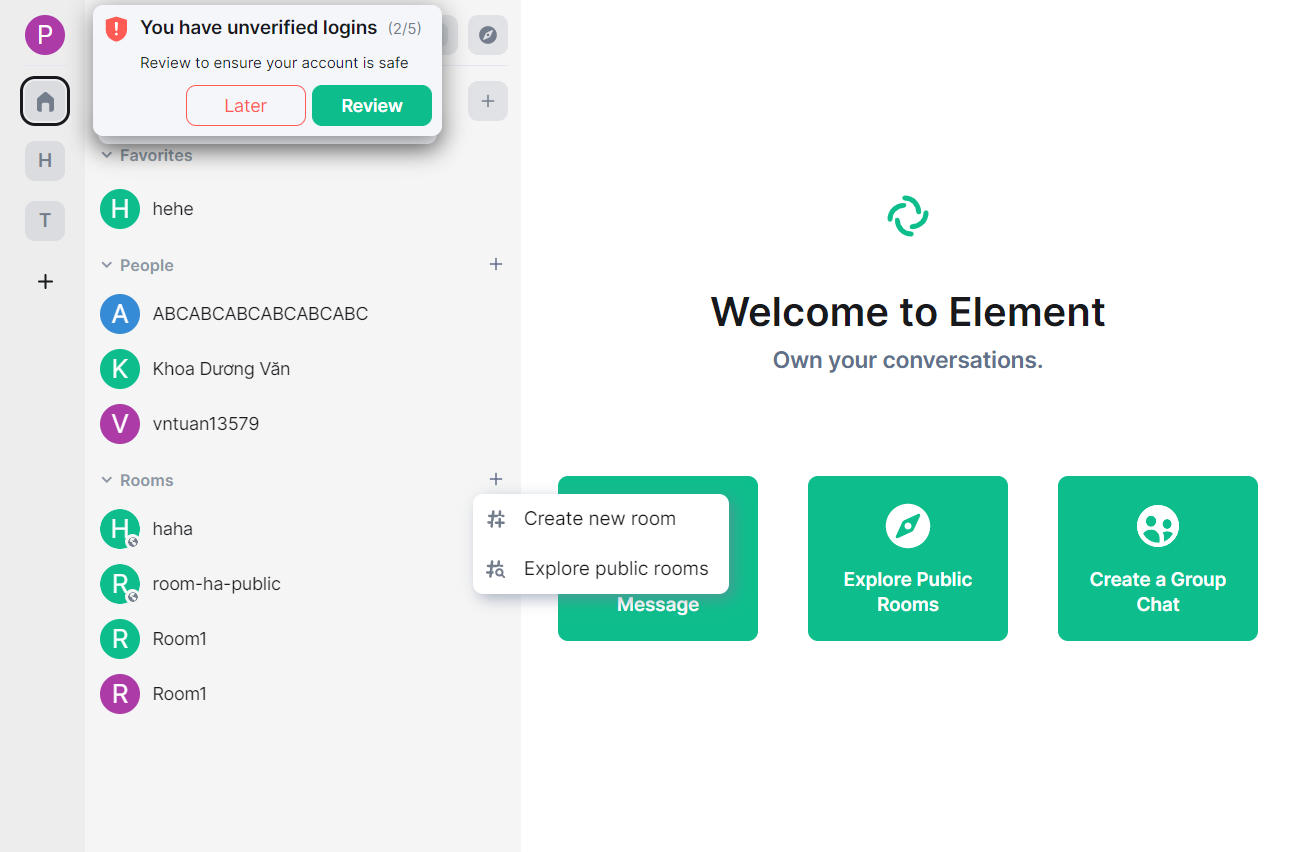 P
You have unverified logins (2/5)
Review to ensure your account is safe
Later
Review
H
T
Favorites
H hehe
People
A ABCABCABCABCABCABC
K Khoa Dương Văn
V vntuan13579
Rooms
H haha
R room-ha-public
R Room1
R Room1
Create new room
Explore public rooms
Welcome to Element
Own your conversations.
Message
Explore Public
Rooms
Create a Group
Chat